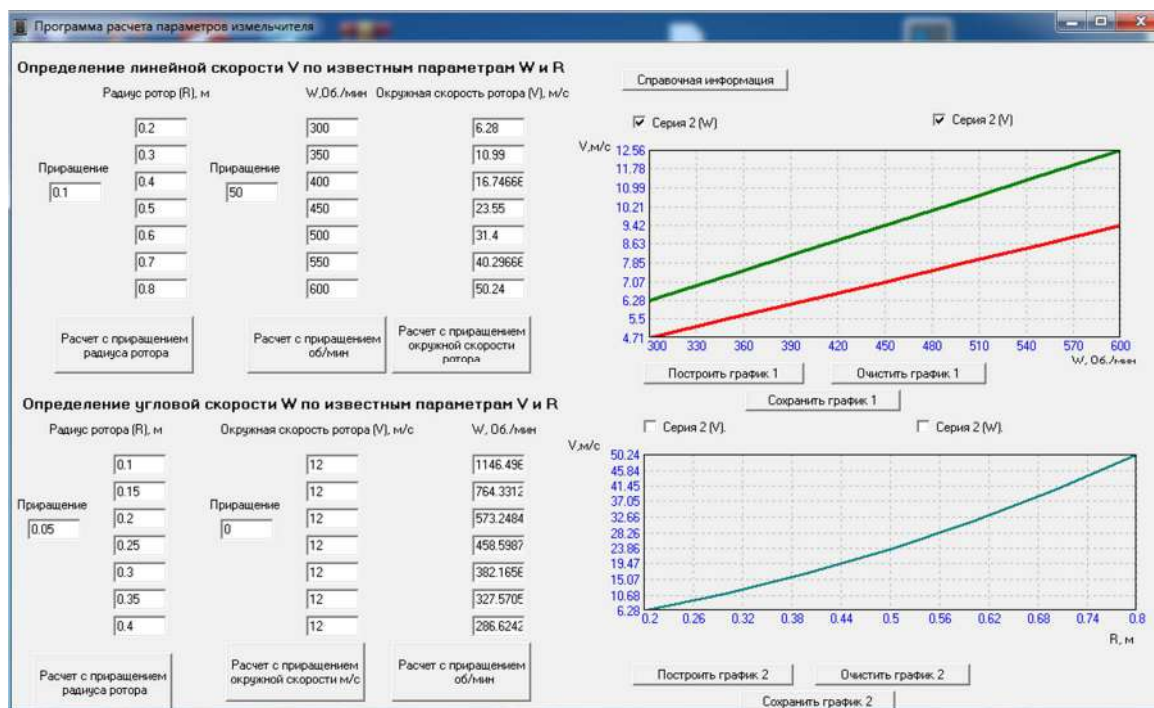 Программа расчета параметров измельчителя
Определение линейной скорости V по известным параметрам W и R
Радиус ротор (R), м
W,Об./мин
Окружная скорость ротора (V), м/с
0.2
300
6.28
0.3
350
10.99
Приращение
0.1
0.4
Приращение
50
400
16.7466
0.5
450
23.55
0.6
500
31.4
0.7
550
40.2966
0.8
600
50.24
Расчет с приращением
радиуса ротора
Расчет с приращением
об/мин
Расчет с приращением
окружной скорости
ротора
Справочная информация
Серия 2 (W)
Серия 2 (V)
V,м/с
12.56
11.78
10.99
10.21
9.42
8.63
7.85
7.07
6.28
5.5
4.71
300 330 360 390 420 450 480 510 540 570 600
W, Об./мин
Построить график 1
Очистить график 1
Сохранить график 1
Определение угловой скорости W по известным параметрам V и R
Радиус ротора (R), м
Окружная скорость ротора (V), м/с
W, Об./мин
0.1
12
1146.496
0.15
12
764.3312
Приращение
0.05
0.2
Приращение
0
12
573.2484
0.25
12
458.5987
0.3
12
382.1656
0.35
12
327.5705
0.4
12
286.6242
Расчет с приращением
радиуса ротора
Расчет с приращением
окружной скорости м/с
Расчет с приращением
об/мин
Серия 2 (V).
Серия 2 (W).
V,м/с
50.24
45.84
41.45
37.05
32.66
28.26
23.86
19.47
15.07
10.68
6.28
0.2 0.26 0.32 0.38 0.44 0.5 0.56 0.62 0.68 0.74 0.8
R, м
Построить график 2
Очистить график 2
Сохранить график 2